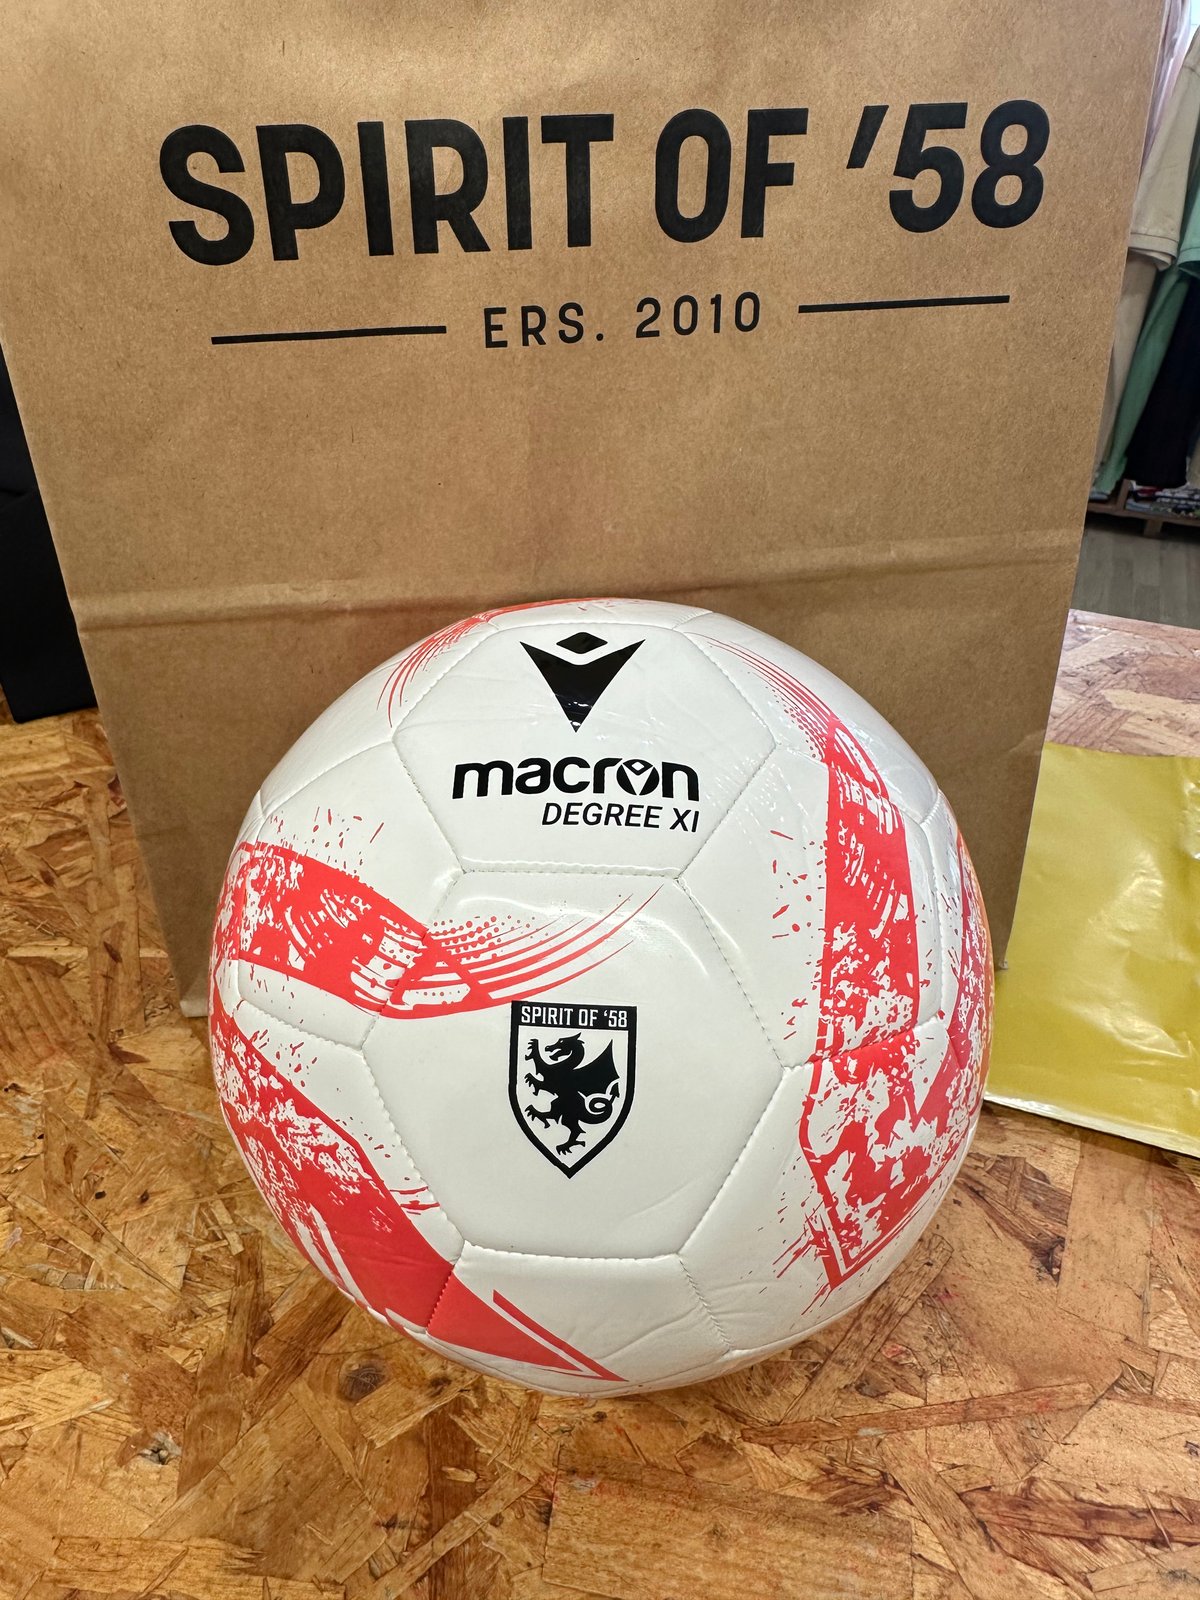 SPIRIT OF '58
ERS. 2010
macron
DEGREE XI
SPIRIT OF '58